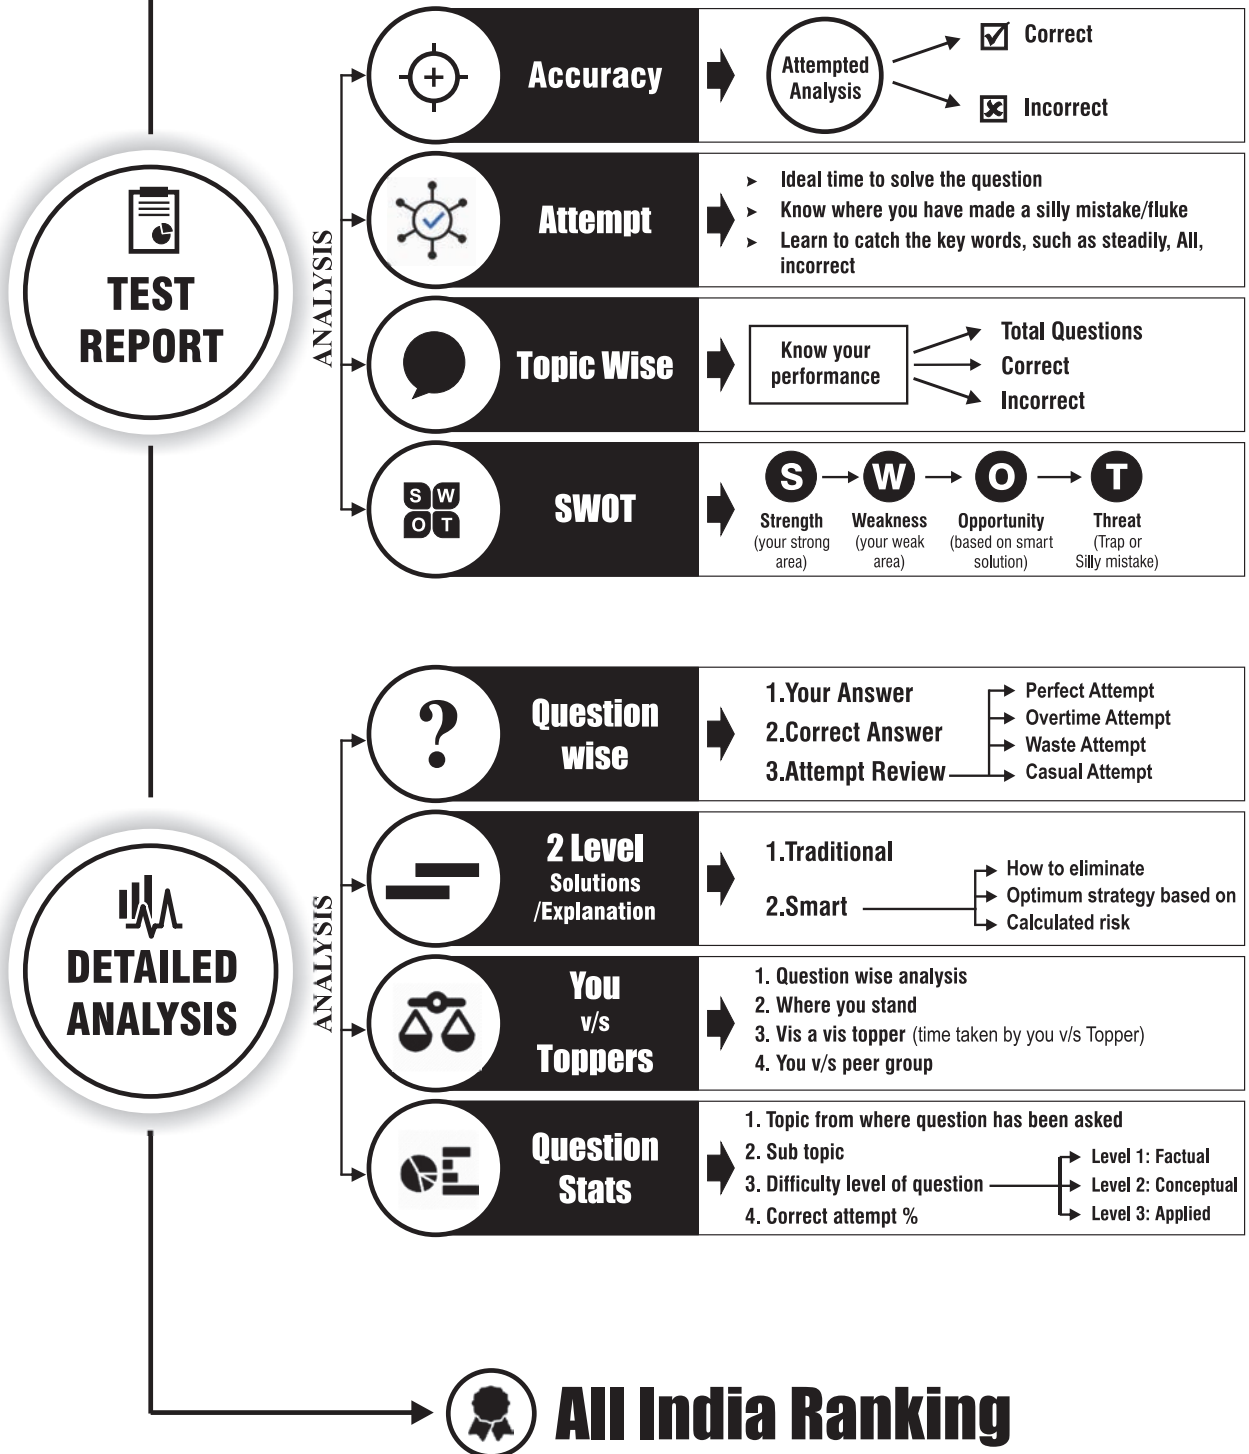 TEST
REPORT
ANALYSIS
Accuracy
Attempted
Analysis
Correct
Incorrect
Attempt
➤ Ideal time to solve the question
➤ Know where you have made a silly mistake/fluke
➤ Learn to catch the key words, such as steadily, All,
incorrect
Topic Wise
Know your
performance
Total Questions
Correct
Incorrect
S W
O T
SWOT
S W O T
Strength Weakness Opportunity Threat
(your strong (your weak (based on smart (Trap or
area) area) solution) Silly mistake)
DETAILED
ANALYSIS
ANALYSIS
?
Question
wise
1.Your Answer
2.Correct Answer
3.Attempt Review
Perfect Attempt
Overtime Attempt
Waste Attempt
Casual Attempt
2 Level
Solutions
/Explanation
1.Traditional
2.Smart
How to eliminate
Optimum strategy based on
Calculated risk
You
v/s
Toppers
1. Question wise analysis
2. Where you stand
3. Vis a vis topper (time taken by you v/s Topper)
4. You v/s peer group
Question
Stats
1. Topic from where question has been asked
2. Sub topic
3. Difficulty level of question
4. Correct attempt %
Level 1: Factual
Level 2: Conceptual
Level 3: Applied
All India Ranking